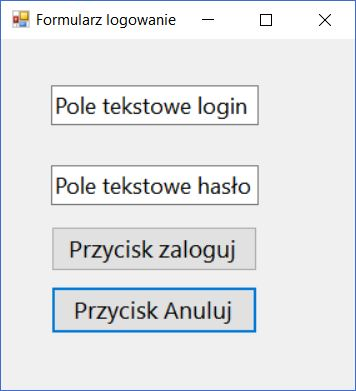 Formularz logowanie
Pole tekstowe login
Pole tekstowe hasło
Przycisk zaloguj
Przycisk Anuluj